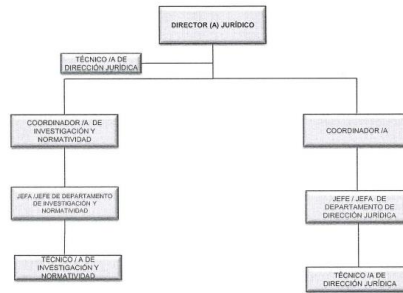 DIRECTOR (A) JURÍDICO
TÉCNICO /A DE
DIRECCIÓN JURÍDICA
COORDINADOR /A DE
INVESTIGACIÓN Y
NORMATIVIDAD
COORDINADOR /A
JEFA /JEFE DE DEPARTAMENTO
DE INVESTIGACIÓN Y
NORMATIVIDAD
JEFE / JEFA DE
DEPARTAMENTO DE
DIRECCIÓN JURÍDICA
TÉCNICO / A DE
INVESTIGACIÓN Y
NORMATIVIDAD
TÉCNICO /A DE
DIRECCIÓN JURÍDICA